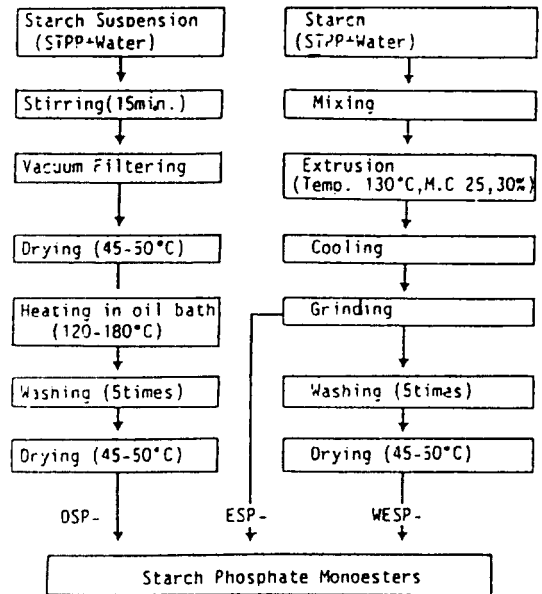 Starch Suspension
(STPP+Water)
Stirring(15min.)
Vacuum Filtering
Drying (45-50°C)
Heating in oil bath
(120-180°C)
Washing (5times)
Drying (45-50°C)
Starch
(STPP+Water)
Mixing
Extrusion
(Temp. 130°C,M.C 25,30%)
Cooling
Grinding
Washing (5times)
Drying (45-50°C)
OSP-
ESP-
WESP-
Starch Phosphate Monoesters